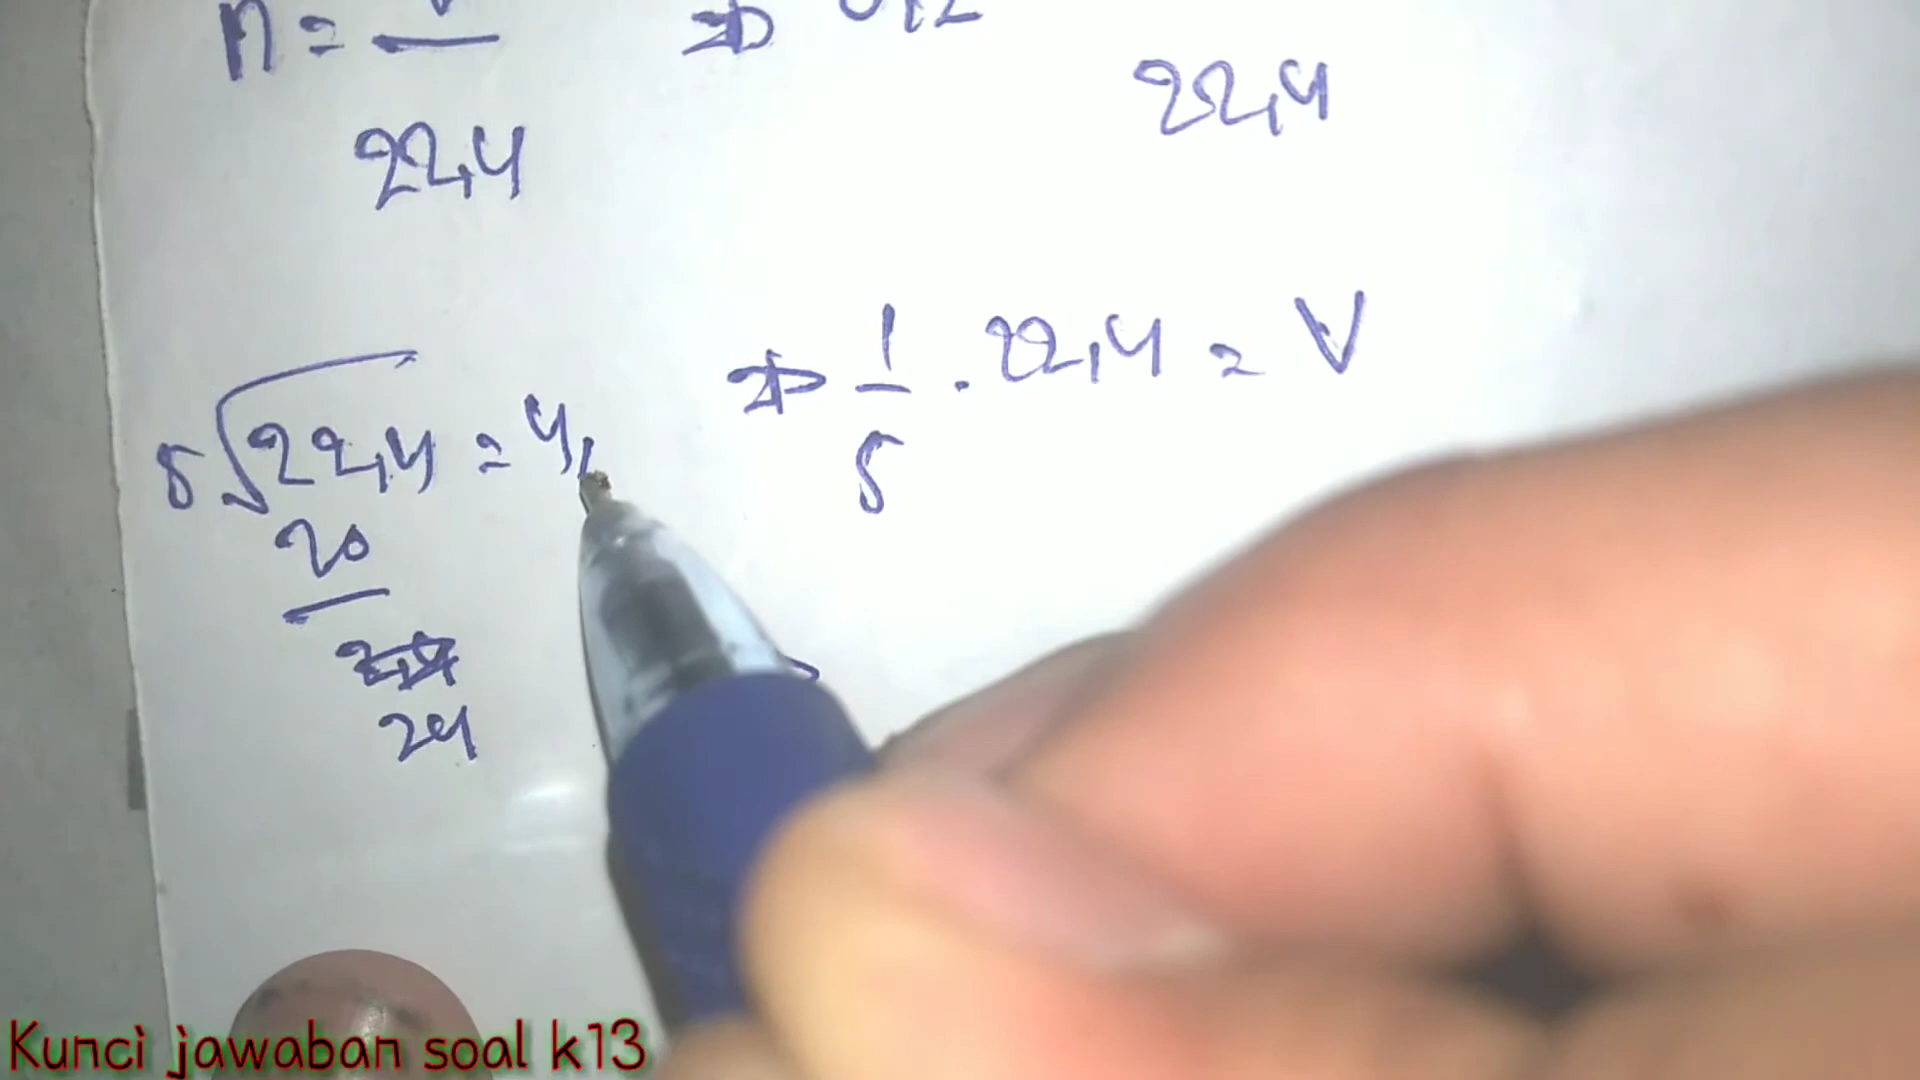 n = ⇒
22,4
22,4
⇒ 1/5 . 22,4 = V
5√22,4 = 4,
20
24
Kunci jawaban soal k13